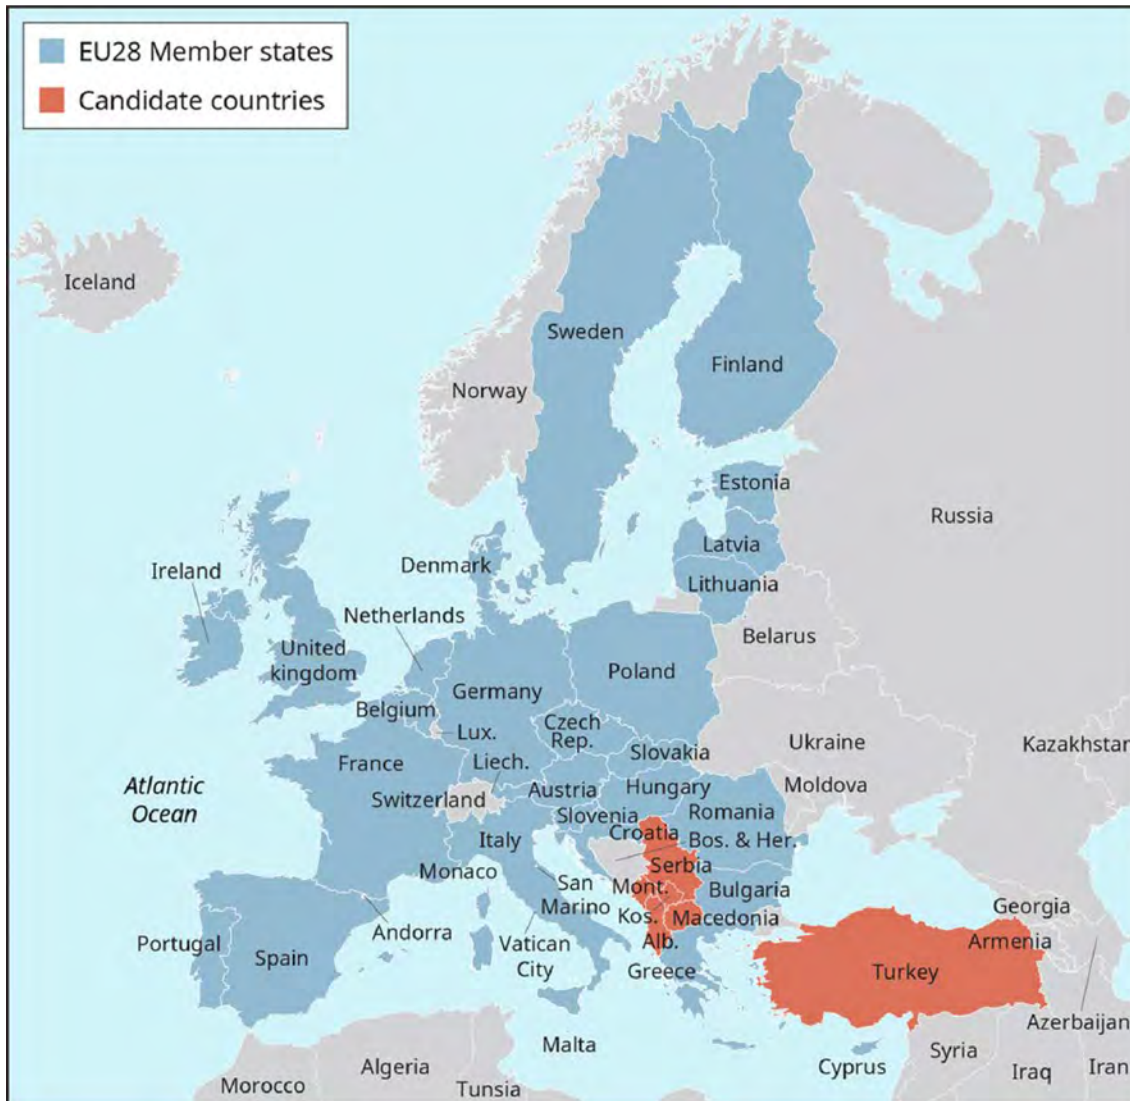 EU28 Member states
Candidate countries
Iceland
Sweden
Finland
Norway
Estonia
Russia
Latvia
Denmark
Ireland
Lithuania
Netherlands
Belarus
United
kingdom
Poland
Germany
Belgium
Czech
Rep.
Lux.
Ukraine
Kazakhstan
Slovakia
France
Liech.
Atlantic
Ocean
Switzerland
Austria
Hungary
Moldova
Slovenia
Romania
Croatia
Bos. & Her.
Italy
Serbia
Monaco
San
Marino
Mont.
Bulgaria
Kos.
Macedonia
Georgia
Andorra
Armenia
Portugal
Spain
Vatican
City
Alb.
Greece
Turkey
Azerbaijan
Malta
Cyprus
Syria
Algeria
Iraq
Iran
Morocco
Tunsia